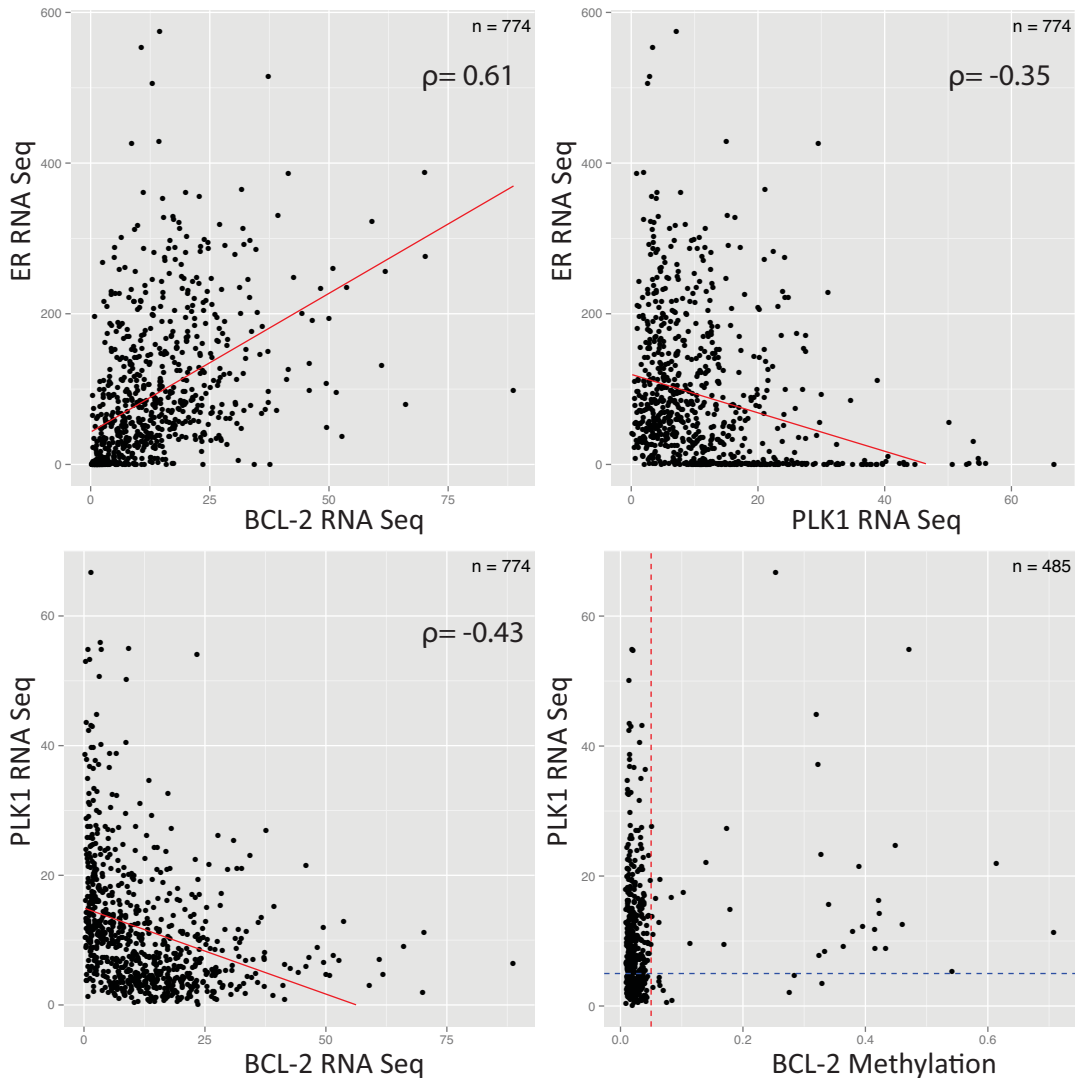 600
400
200
0
ER RNA Seq
n = 774
ρ= 0.61
0
25
50
75
BCL-2 RNA Seq
600
400
200
0
ER RNA Seq
n = 774
ρ= -0.35
0
20
40
60
PLK1 RNA Seq
60
40
20
0
PLK1 RNA Seq
n = 774
ρ= -0.43
0
25
50
75
BCL-2 RNA Seq
60
40
20
0
PLK1 RNA Seq
n = 485
0.0
0.2
0.4
0.6
BCL-2 Methylation